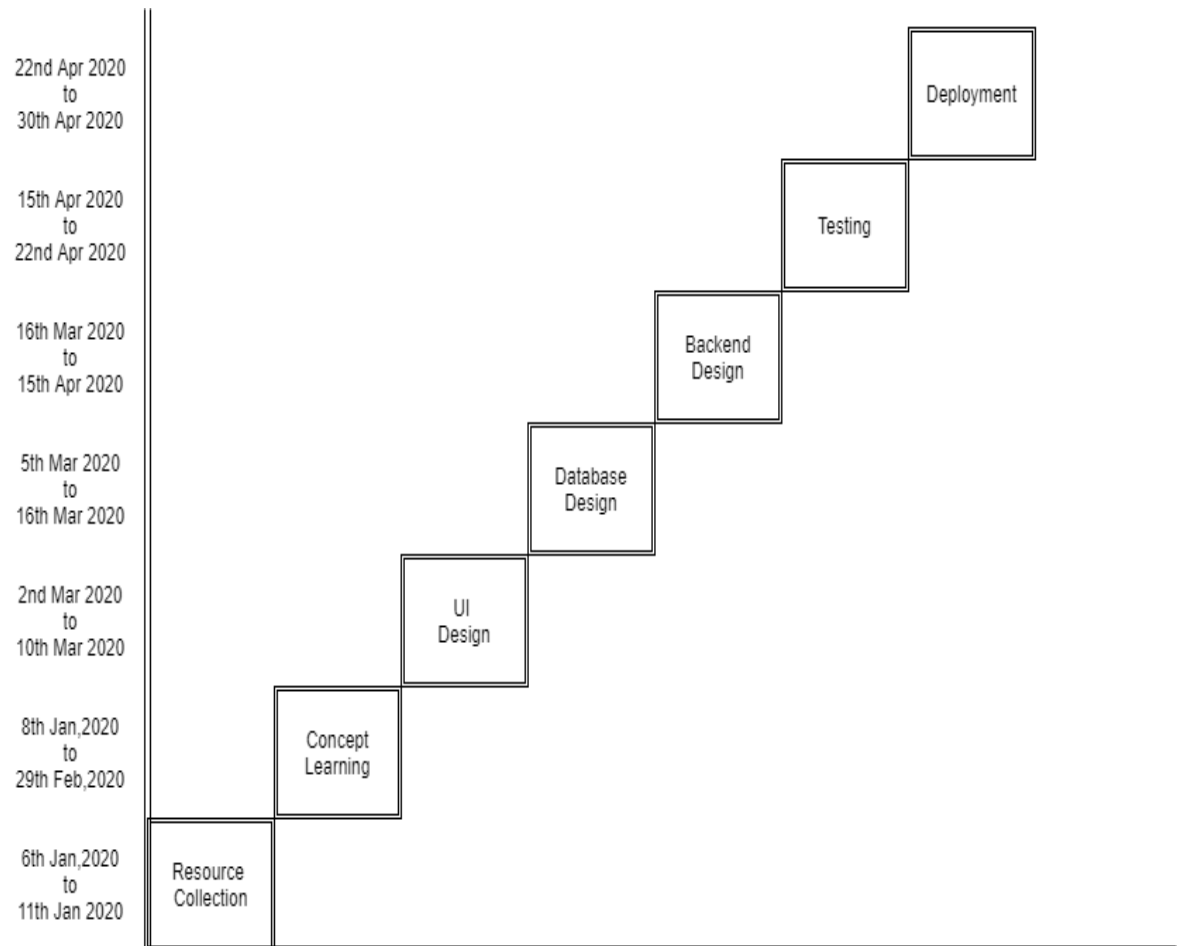 22nd Apr 2020
to
30th Apr 2020
Deployment
15th Apr 2020
to
22nd Apr 2020
Testing
16th Mar 2020
to
15th Apr 2020
Backend
Design
5th Mar 2020
to
16th Mar 2020
Database
Design
2nd Mar 2020
to
10th Mar 2020
UI
Design
8th Jan,2020
to
29th Feb,2020
Concept
Learning
6th Jan,2020
to
11th Jan 2020
Resource
Collection